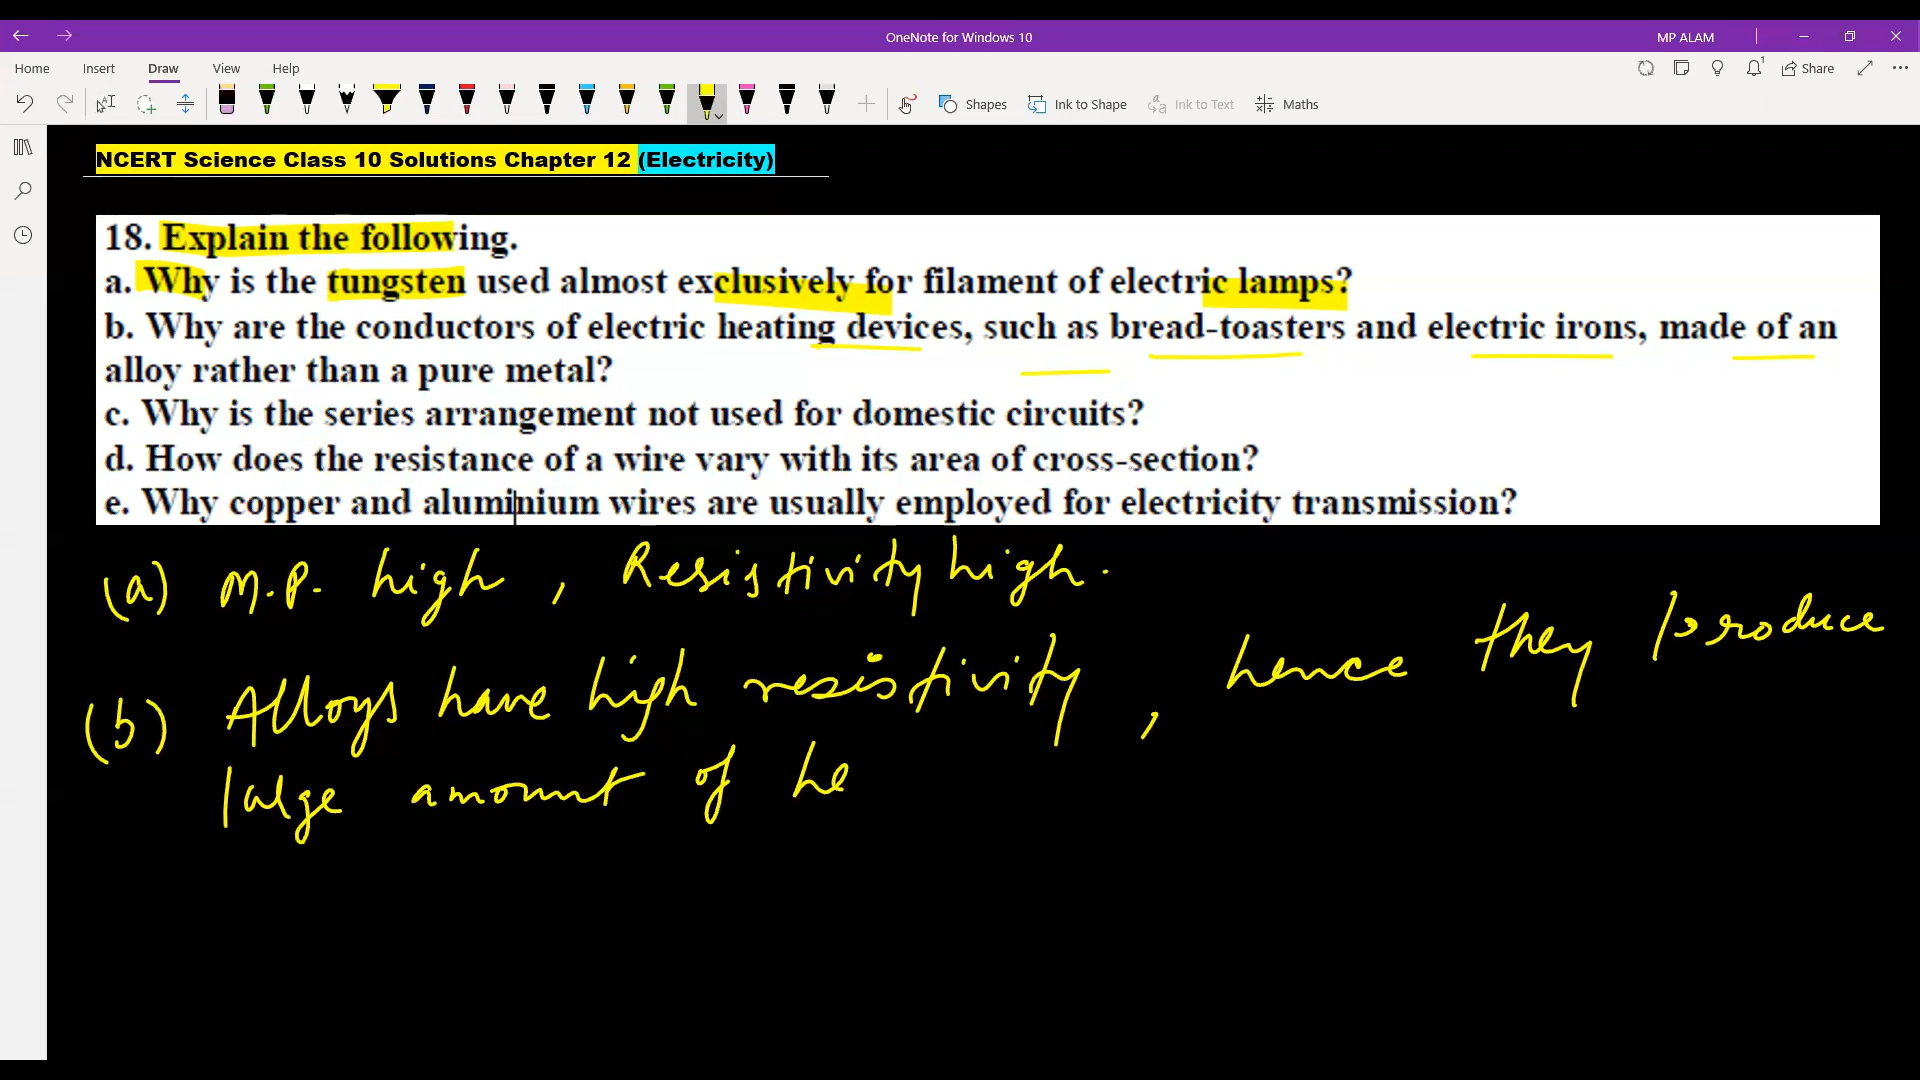 OneNote for Windows 10
MP ALAM
Home Insert Draw View Help
Share
Shapes Ink to Shape Ink to Text Maths
NCERT Science Class 10 Solutions Chapter 12 (Electricity)
18. Explain the following.
a. Why is the tungsten used almost exclusively for filament of electric lamps?
b. Why are the conductors of electric heating devices, such as bread-toasters and electric irons, made of an
alloy rather than a pure metal?
c. Why is the series arrangement not used for domestic circuits?
d. How does the resistance of a wire vary with its area of cross-section?
e. Why copper and aluminium wires are usually employed for electricity transmission?
(a) M.P. high, Resistivity high.
(b) Alloys have high resistivity, hence they produce
large amount of he